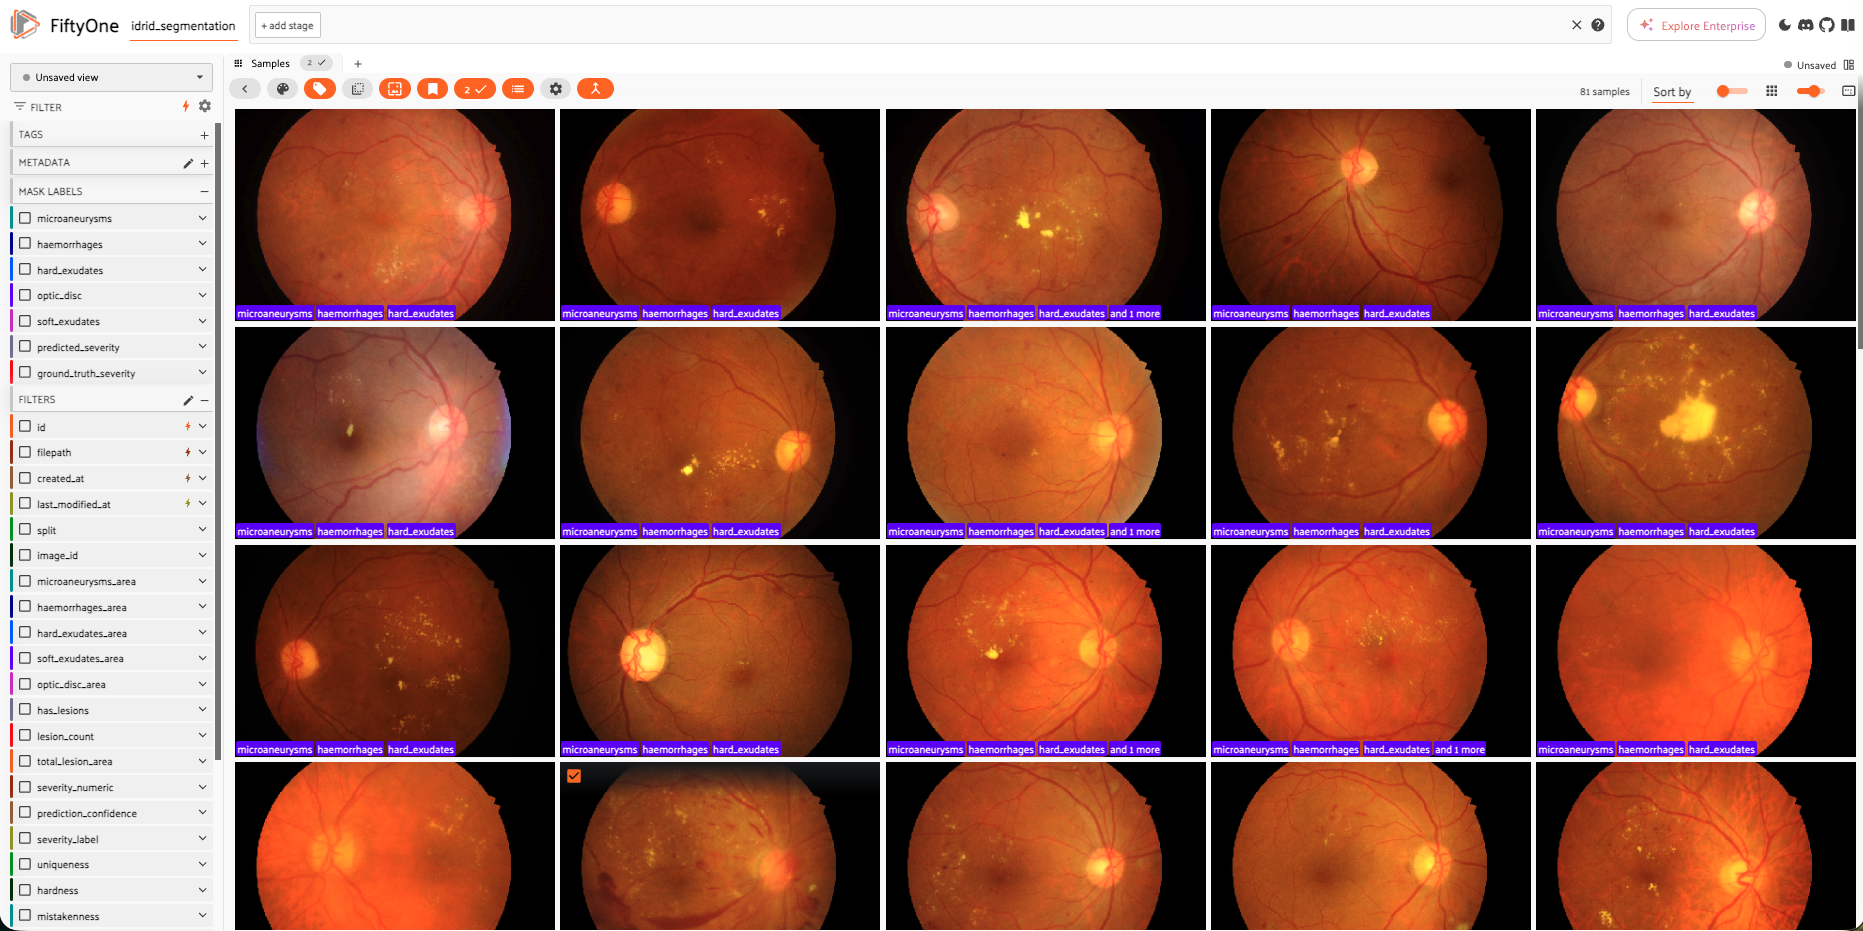 FiftyOne
idrid_segmentation
+ add stage
Explore Enterprise
Unsaved view
Samples
2
+
Unsaved
FILTER
2
81 samples
Sort by
TAGS
METADATA
MASK LABELS
microaneurysms
haemorrhages
hard_exudates
optic_disc
soft_exudates
predicted_severity
ground_truth_severity
FILTERS
id
filepath
created_at
last_modified_at
split
image_id
microaneurysms_area
haemorrhages_area
hard_exudates_area
soft_exudates_area
optic_disc_area
has_lesions
lesion_count
total_lesion_area
severity_numeric
prediction_confidence
severity_label
uniqueness
hardness
mistakenness
microaneurysms haemorrhages hard_exudates
microaneurysms haemorrhages hard_exudates
microaneurysms haemorrhages hard_exudates and 1 more
microaneurysms haemorrhages hard_exudates
microaneurysms haemorrhages hard_exudates
microaneurysms haemorrhages hard_exudates
microaneurysms haemorrhages hard_exudates
microaneurysms haemorrhages hard_exudates and 1 more
microaneurysms haemorrhages hard_exudates
microaneurysms haemorrhages hard_exudates
microaneurysms haemorrhages hard_exudates
microaneurysms haemorrhages hard_exudates
microaneurysms haemorrhages hard_exudates and 1 more
microaneurysms haemorrhages hard_exudates and 1 more
microaneurysms haemorrhages hard_exudates